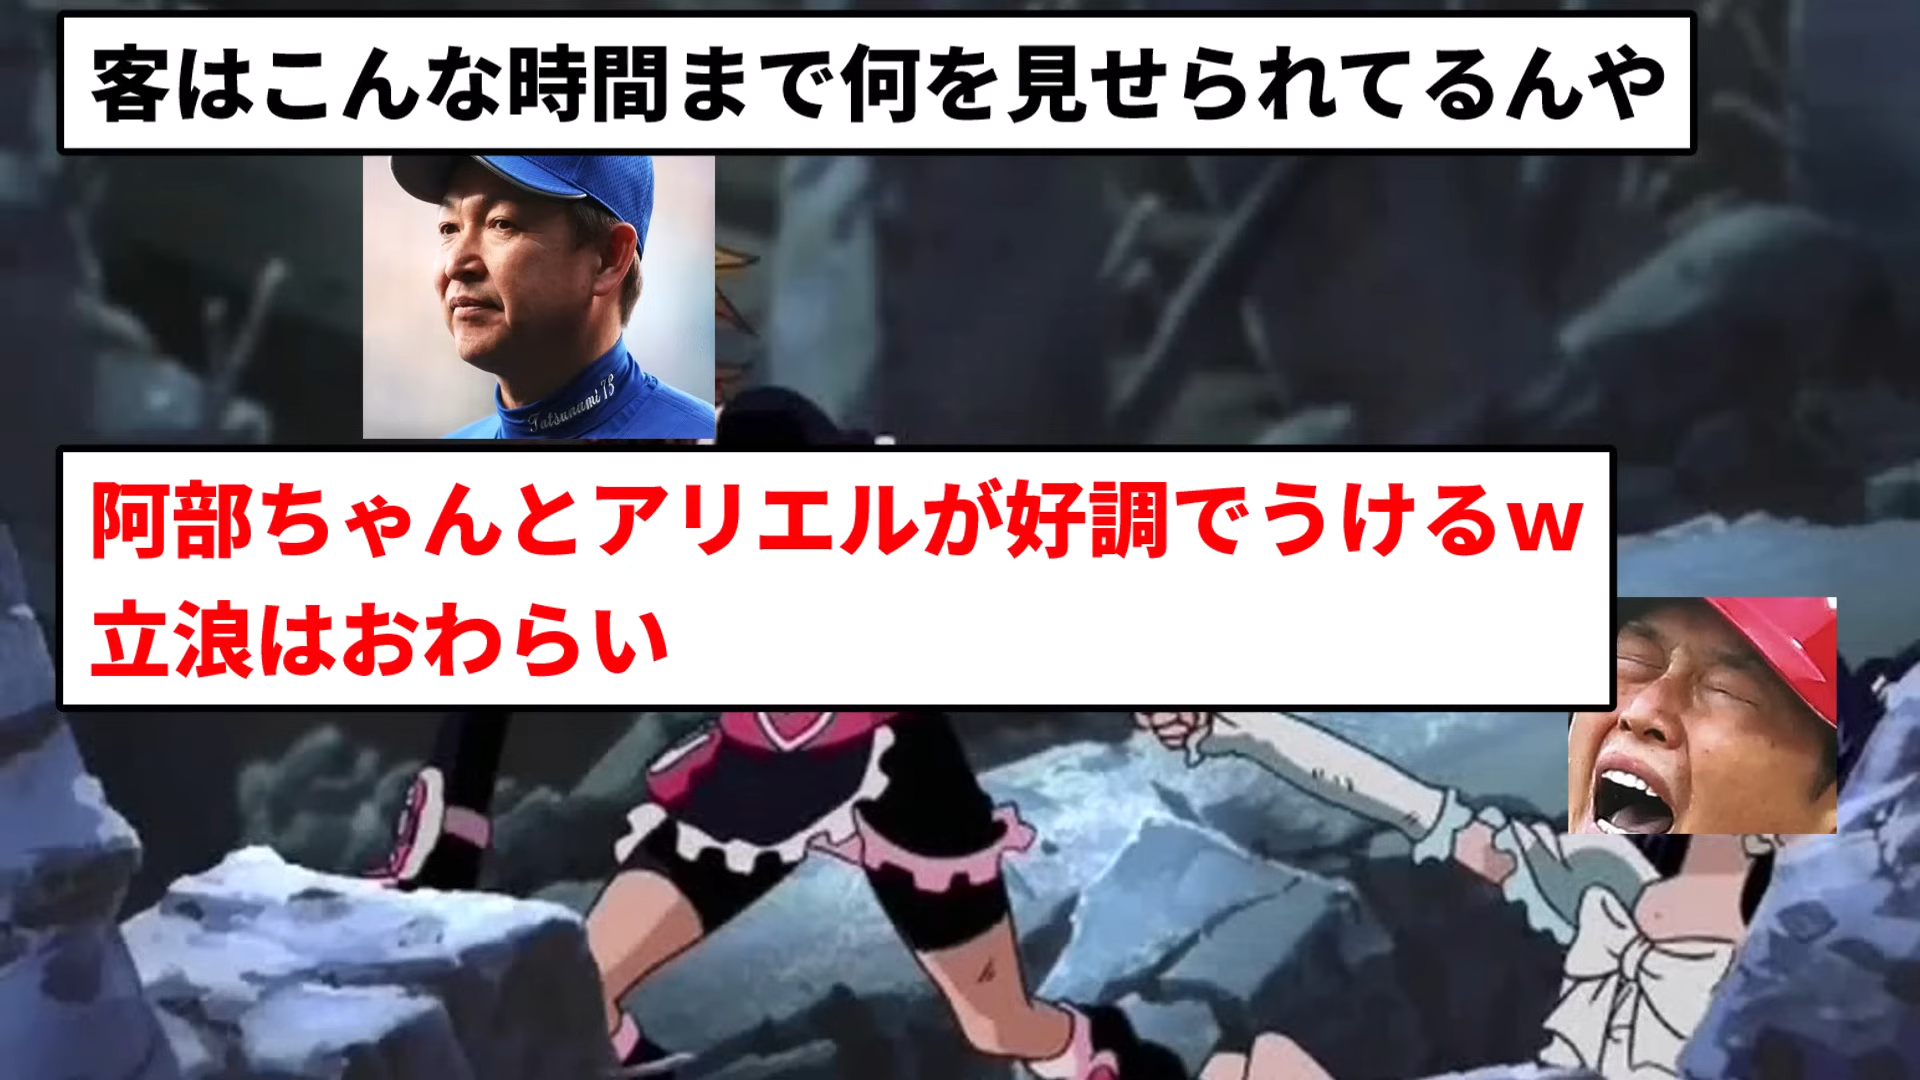 客はこんな時間まで何を見せられてるんや
Tatsunami 73
阿部ちゃんとアリエルが好調でうけるw
立浪はおわらい